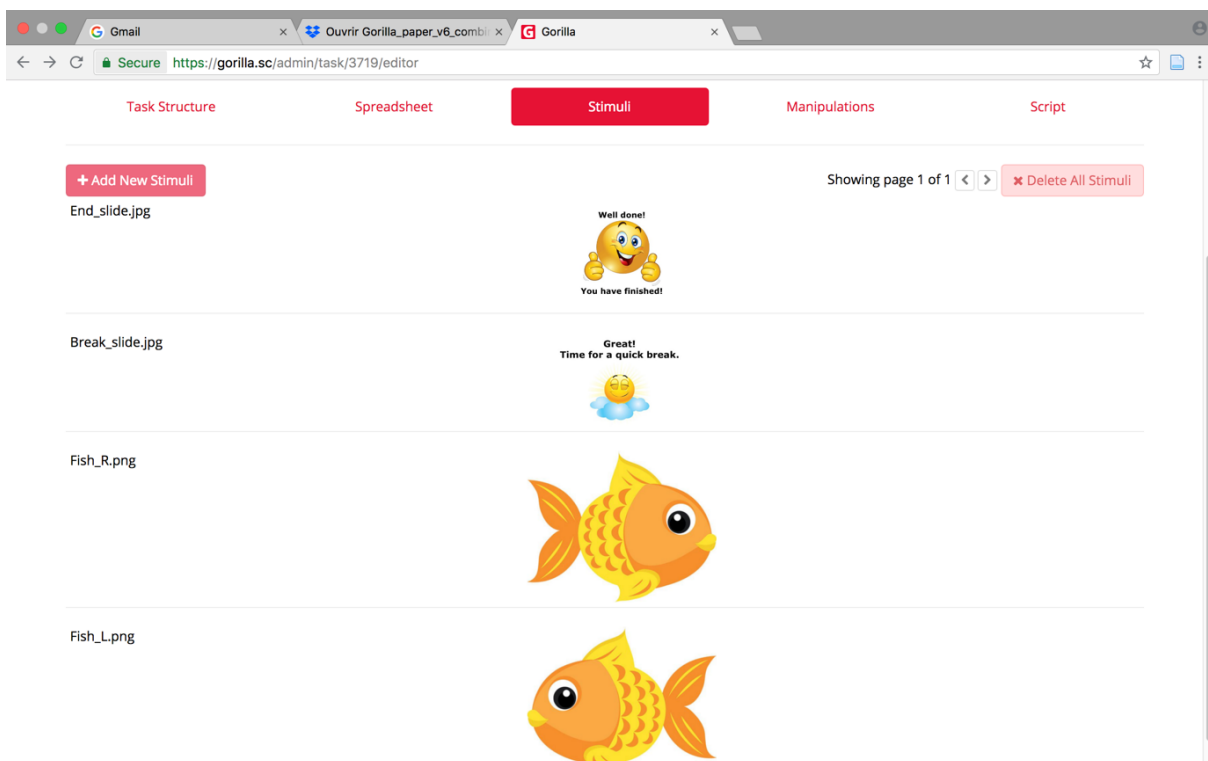 Gmail
Ouvrir Gorilla_paper_v6_combi
Gorilla
Secure https://gorilla.sc/admin/task/3719/editor
Task Structure Spreadsheet Stimuli Manipulations Script
Add New Stimuli Showing page 1 of 1 Delete All Stimuli
End_slide.jpg
Well done!
You have finished!
Break_slide.jpg
Great!
Time for a quick break.
Fish_R.png
Fish_L.png